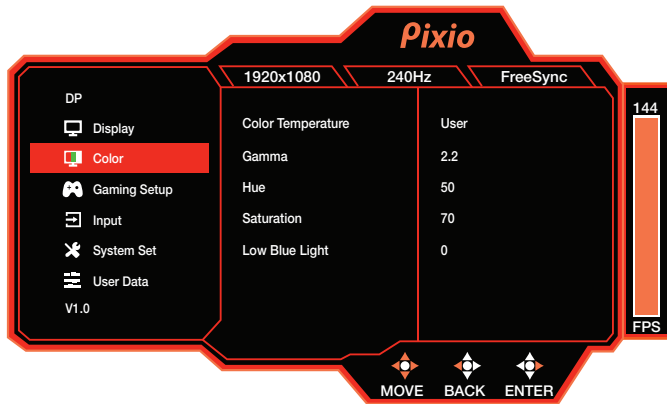 Pixio
1920x1080 240Hz FreeSync
DP
Display
Color
Gaming Setup
Input
System Set
User Data
V1.0
Color Temperature User
Gamma 2.2
Hue 50
Saturation 70
Low Blue Light 0
144
FPS
MOVE BACK ENTER